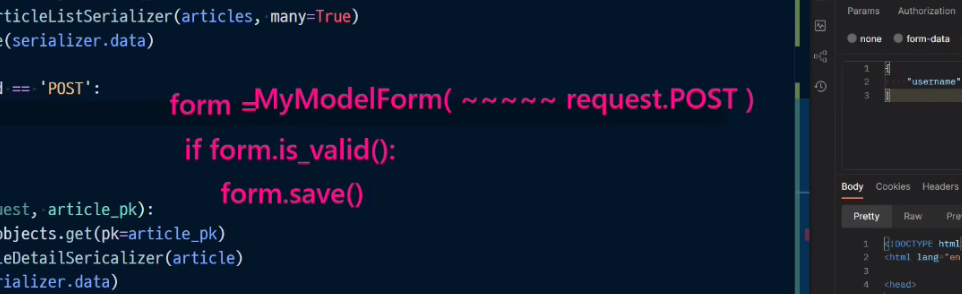 rticleListSerializer(articles, many=True)
e(serializer.data)
d == 'POST':
form = MyModelForm( ~~~~~ request.POST )
if form.is_valid():
form.save()
uest, article_pk):
objects.get(pk=article_pk)
leDetailSericalizer(article)
rializer.data)
Params Authorization
none form-data
1 {
2 "username"
3 }
Body Cookies Headers
Pretty Raw Pre
1 <!DOCTYPE html
2 <html lang="en
3
4 <head>